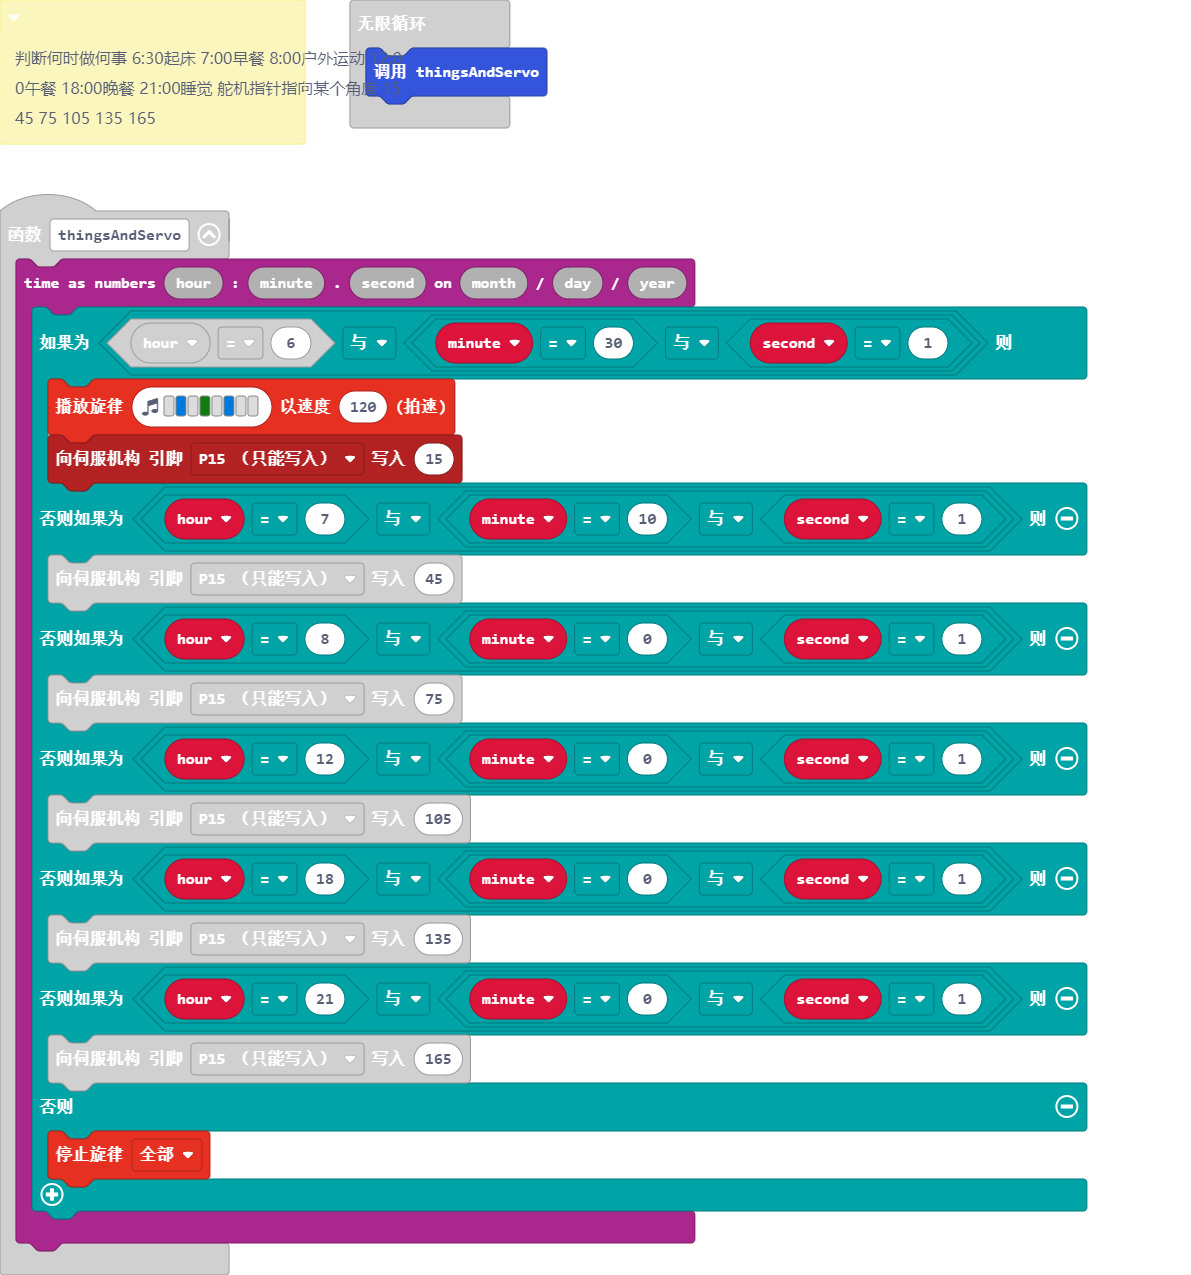 无限循环
调用 thingsAndServo
判断何时做何事 6:30起床 7:00早餐 8:00户外运动
0午餐 18:00晚餐 21:00睡觉 舵机指针指向某个角度 15
45 75 105 135 165
函数 thingsAndServo
time as numbers hour : minute . second on month / day / year
如果为 hour = 6 与 minute = 30 与 second = 1 则
播放旋律 以速度 120 (拍速)
向伺服机构 引脚 P15 （只能写入） 写入 15
否则如果为 hour = 7 与 minute = 10 与 second = 1 则
向伺服机构 引脚 P15 （只能写入） 写入 45
否则如果为 hour = 8 与 minute = 0 与 second = 1 则
向伺服机构 引脚 P15 （只能写入） 写入 75
否则如果为 hour = 12 与 minute = 0 与 second = 1 则
向伺服机构 引脚 P15 （只能写入） 写入 105
否则如果为 hour = 18 与 minute = 0 与 second = 1 则
向伺服机构 引脚 P15 （只能写入） 写入 135
否则如果为 hour = 21 与 minute = 0 与 second = 1 则
向伺服机构 引脚 P15 （只能写入） 写入 165
否则
停止旋律 全部